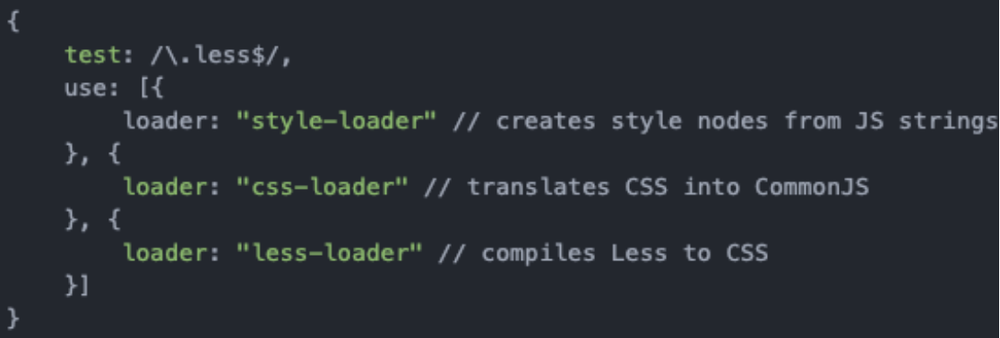 {
    test: /\.less$/,
    use: [{
        loader: "style-loader" // creates style nodes from JS strings
    }, {
        loader: "css-loader" // translates CSS into CommonJS
    }, {
        loader: "less-loader" // compiles Less to CSS
    }]
}